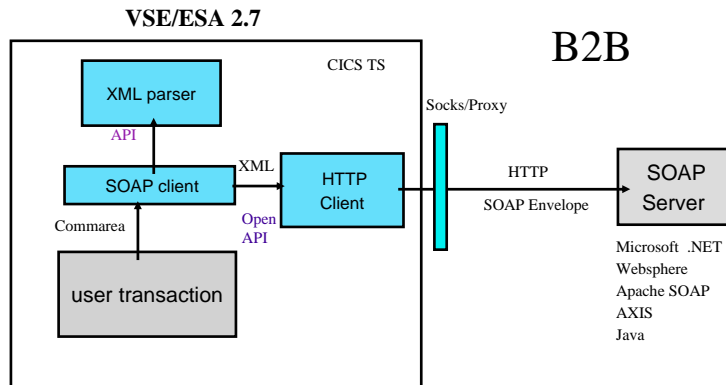 VSE/ESA 2.7
B2B
CICS TS
XML parser
Socks/Proxy
API
XML
HTTP
Client
SOAP client
HTTP
SOAP
Server
SOAP Envelope
Commarea
Open
API
user transaction
Microsoft .NET
Websphere
Apache SOAP
AXIS
Java